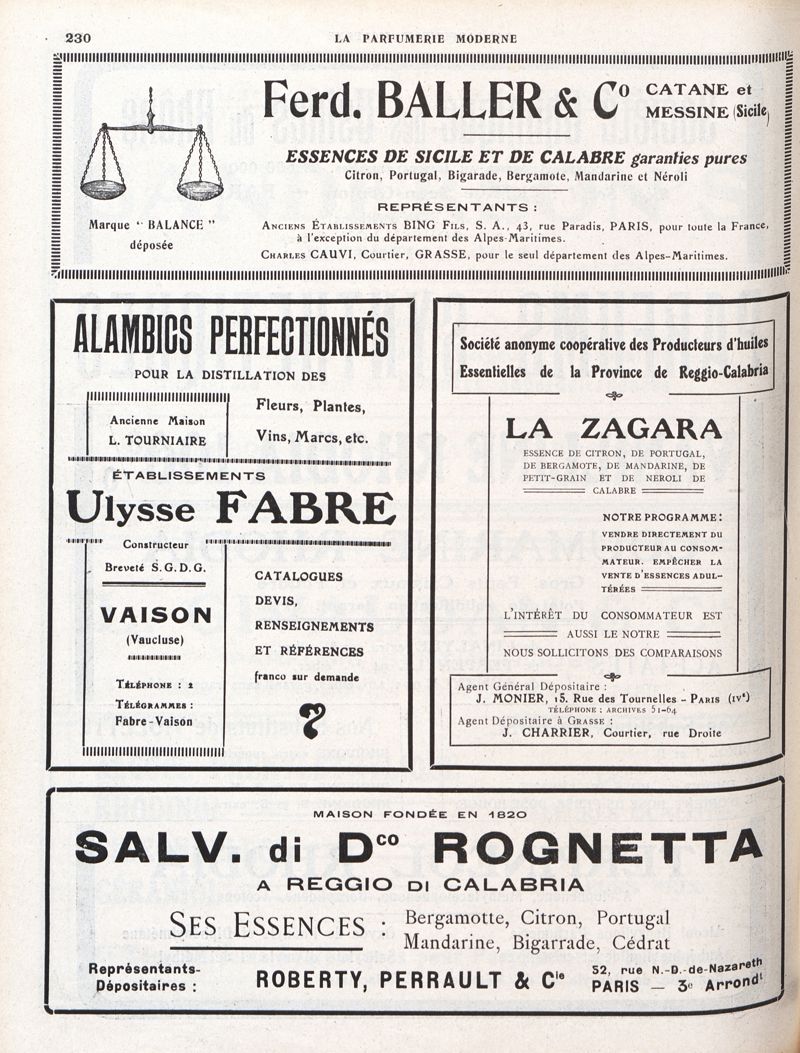 230
LA PARFUMERIE MODERNE
Ferd. BALLER & Cº CATANE et MESSINE (Sicile)
ESSENCES DE SICILE ET DE CALABRE garanties pures
Citron, Portugal, Bigarade, Bergamote, Mandarine et Néroli
REPRÉSENTANTS :
Anciens Établissements BING Fils, S. A., 43, rue Paradis, PARIS, pour toute la France,
à l'exception du département des Alpes-Maritimes.
Charles CAUVI, Courtier, GRASSE, pour le seul département des Alpes-Maritimes.
Marque “ BALANCE ”
déposée
ALAMBICS PERFECTIONNÉS
POUR LA DISTILLATION DES
Fleurs, Plantes,
Vins, Marcs, etc.
Ancienne Maison
L. TOURNIAIRE
ÉTABLISSEMENTS
Ulysse FABRE
Constructeur
Breveté S. G. D. G.
VAISON
(Vaucluse)
Téléphone : 2
Télégrammes :
Fabre-Vaison
CATALOGUES
DEVIS,
RENSEIGNEMENTS
ET RÉFÉRENCES
franco sur demande
Société anonyme coopérative des Producteurs d'huiles
Essentielles de la Province de Reggio-Calabria
LA ZAGARA
ESSENCE DE CITRON, DE PORTUGAL,
DE BERGAMOTE, DE MANDARINE, DE
PETIT-GRAIN ET DE NEROLI DE
CALABRE
NOTRE PROGRAMME :
VENDRE DIRECTEMENT DU
PRODUCTEUR AU CONSOM-
MATEUR. EMPÊCHER LA
VENTE D'ESSENCES ADUL-
TÉRÉES
L'INTÉRÊT DU CONSOMMATEUR EST
AUSSI LE NOTRE
NOUS SOLLICITONS DES COMPARAISONS
Agent Général Dépositaire :
J. MONIER, 15. Rue des Tournelles - Paris (IVe)
TÉLÉPHONE : ARCHIVES 51-64
Agent Dépositaire à Grasse :
J. CHARRIER, Courtier, rue Droite
MAISON FONDÉE EN 1820
SALV. di Dco ROGNETTA
A REGGIO DI CALABRIA
Ses Essences : Bergamotte, Citron, Portugal
Mandarine, Bigarrade, Cédrat
Représentants-
Dépositaires :
ROBERTY, PERRAULT & Cie
52, rue N.-D.-de-Nazareth
PARIS — 3e Arrondt